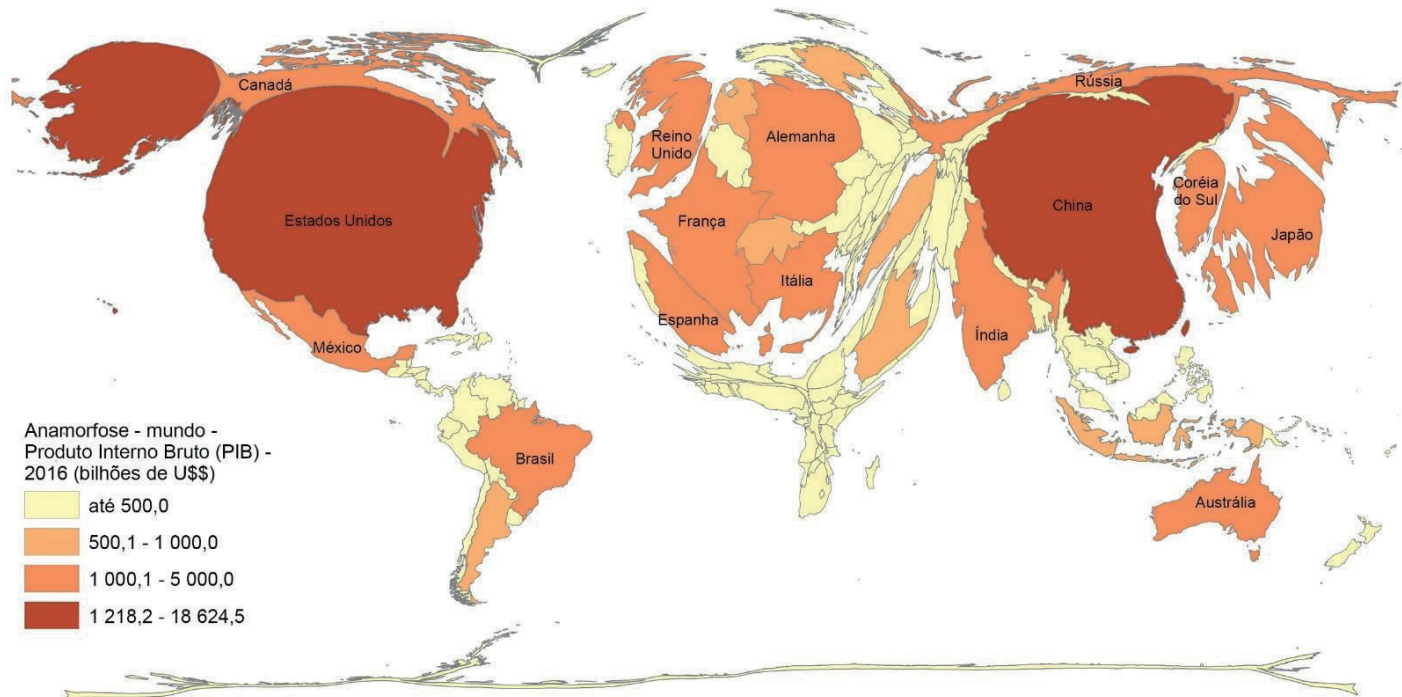 Canadá
Rússia
Reino
Unido
Alemanha
Estados Unidos
França
China
Coréia
do Sul
Japão
Itália
Espanha
Índia
México
Brasil
Austrália
Anamorfose - mundo -
Produto Interno Bruto (PIB) -
2016 (bilhões de U$$)
até 500,0
500,1 - 1 000,0
1 000,1 - 5 000,0
1 218,2 - 18 624,5